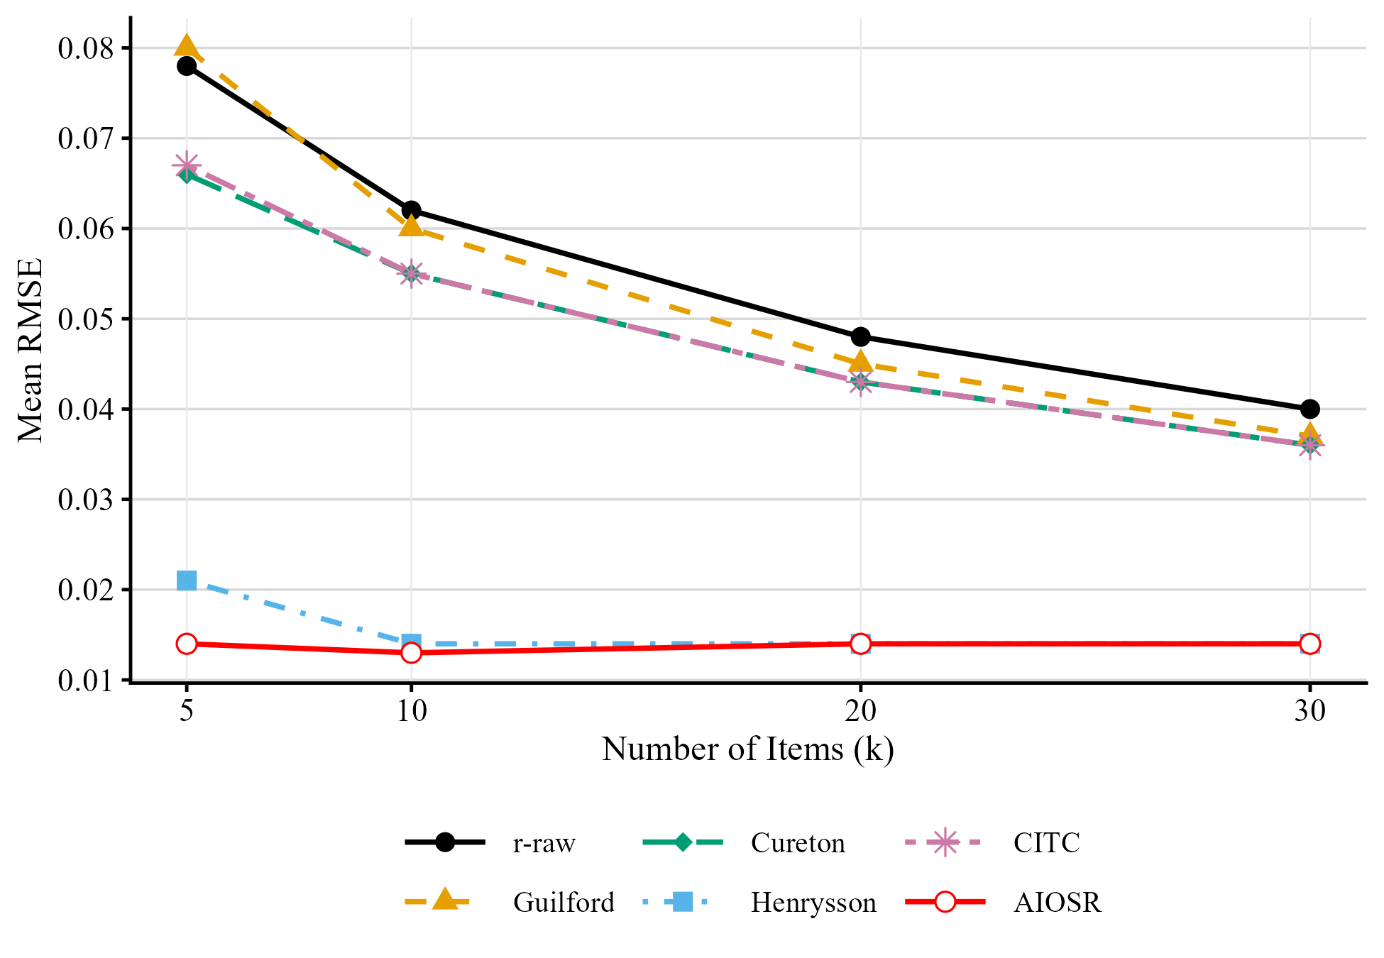 Mean RMSE
0.08
0.07
0.06
0.05
0.04
0.03
0.02
0.01
5 10 20 30
Number of Items (k)
r-raw Cureton CITC
Guilford Henrysson AIOSR